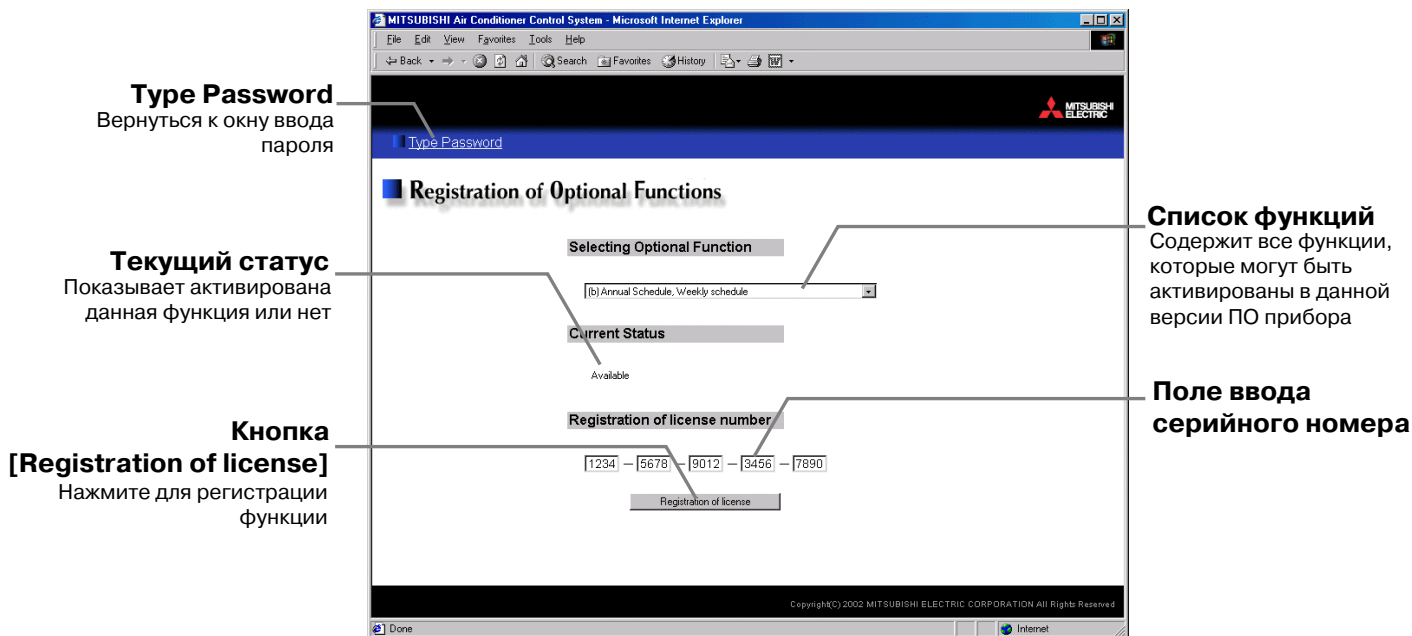 MITSUBISHI Air Conditioner Control System - Microsoft Internet Explorer
File Edit View Favorites Tools Help
Back Search Favorites History
MITSUBISHI
ELECTRIC
Type Password
Вернуться к окну ввода
пароля
Type Password
Registration of Optional Functions
Список функций
Содержит все функции,
которые могут быть
активированы в данной
версии ПО прибора
Selecting Optional Function
(b) Annual Schedule, Weekly schedule
Текущий статус
Показывает активирована
данная функция или нет
Current Status
Available
Поле ввода
серийного номера
Registration of license number
1234 – 5678 – 9012 – 3456 – 7890
Кнопка
[Registration of license]
Нажмите для регистрации
функции
Registration of license
Copyright(C) 2002 MITSUBISHI ELECTRIC CORPORATION All Rights Reserved
Done Internet